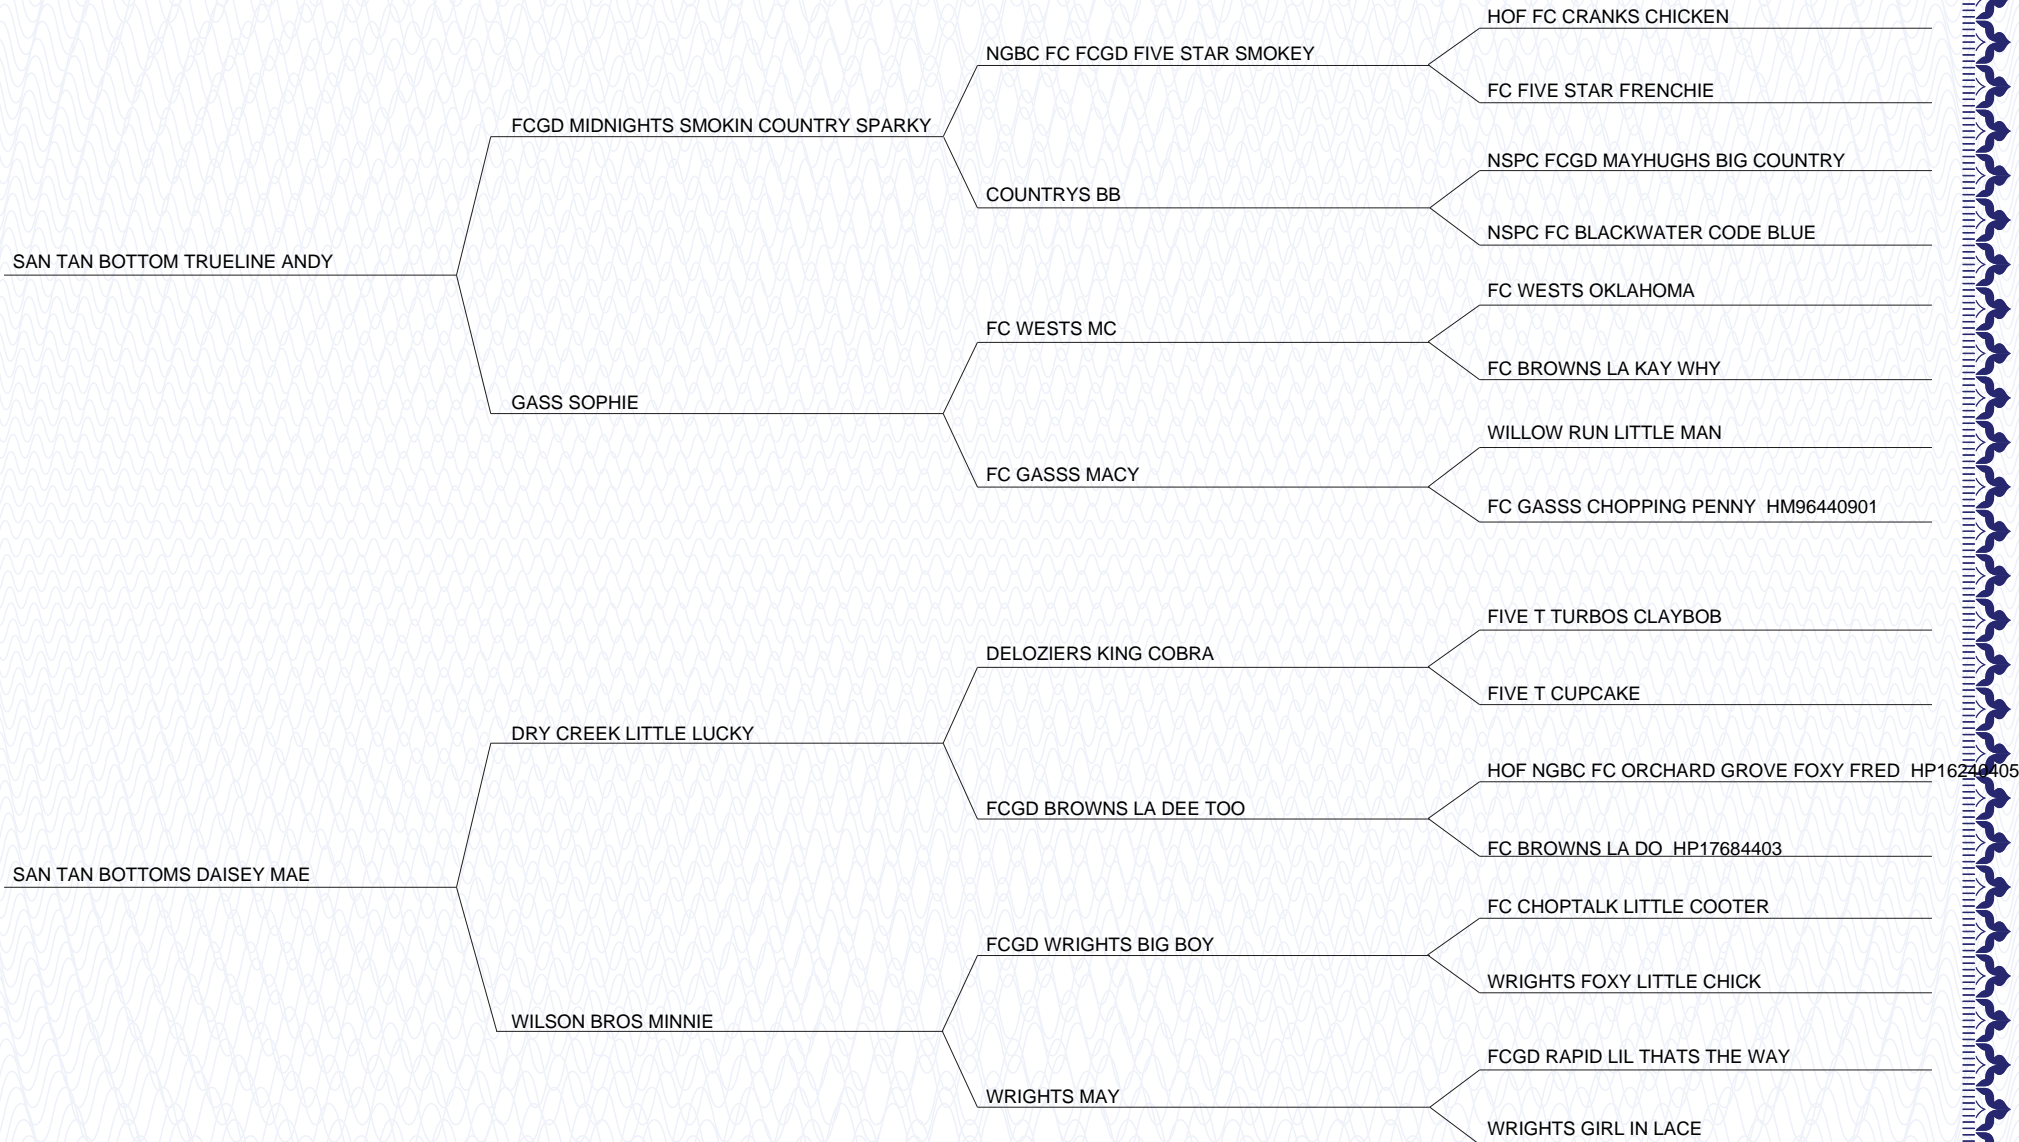 HOF FC CRANKS CHICKEN
NGBC FC FCGD FIVE STAR SMOKEY
FC FIVE STAR FRENCHIE
FCGD MIDNIGHTS SMOKIN COUNTRY SPARKY
NSPC FCGD MAYHUGHS BIG COUNTRY
COUNTRYS BB
NSPC FC BLACKWATER CODE BLUE
SAN TAN BOTTOM TRUELINE ANDY
FC WESTS OKLAHOMA
FC WESTS MC
FC BROWNS LA KAY WHY
GASS SOPHIE
WILLOW RUN LITTLE MAN
FC GASSS MACY
FC GASSS CHOPPING PENNY HM96440901
FIVE T TURBOS CLAYBOB
DELOZIERS KING COBRA
FIVE T CUPCAKE
DRY CREEK LITTLE LUCKY
HOF NGBC FC ORCHARD GROVE FOXY FRED HP16240405
FCGD BROWNS LA DEE TOO
FC BROWNS LA DO HP17684403
SAN TAN BOTTOMS DAISEY MAE
FC CHOPTALK LITTLE COOTER
FCGD WRIGHTS BIG BOY
WRIGHTS FOXY LITTLE CHICK
WILSON BROS MINNIE
FCGD RAPID LIL THATS THE WAY
WRIGHTS MAY
WRIGHTS GIRL IN LACE